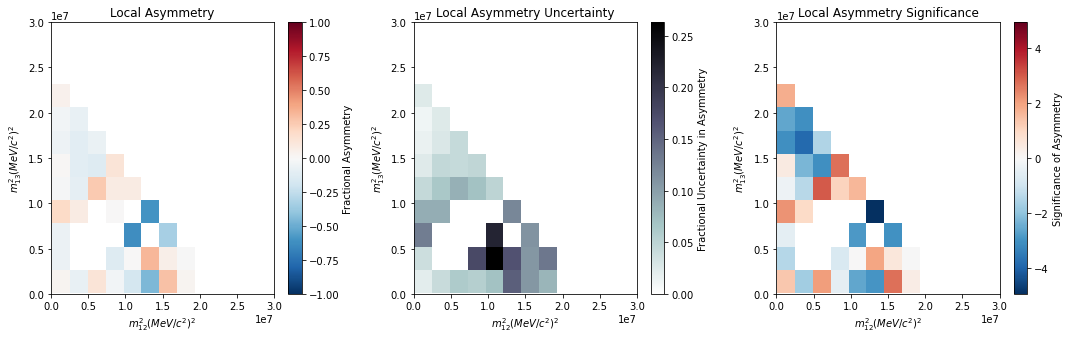 Local Asymmetry
1e7
3.0
2.5
2.0
1.5
1.0
0.5
0.0
m²₁₃(MeV/c²)²
0.0 0.5 1.0 1.5 2.0 2.5 3.0
1e7
m²₁₂(MeV/c²)²
1.00
0.75
0.50
0.25
0.00
−0.25
−0.50
−0.75
−1.00
Fractional Asymmetry
Local Asymmetry Uncertainty
1e7
3.0
2.5
2.0
1.5
1.0
0.5
0.0
m²₁₃(MeV/c²)²
0.0 0.5 1.0 1.5 2.0 2.5 3.0
1e7
m²₁₂(MeV/c²)²
0.25
0.20
0.15
0.10
0.05
0.00
Fractional Uncertainty in Asymmetry
Local Asymmetry Significance
1e7
3.0
2.5
2.0
1.5
1.0
0.5
0.0
m²₁₃(MeV/c²)²
0.0 0.5 1.0 1.5 2.0 2.5 3.0
1e7
m²₁₂(MeV/c²)²
4
2
0
−2
−4
Significance of Asymmetry